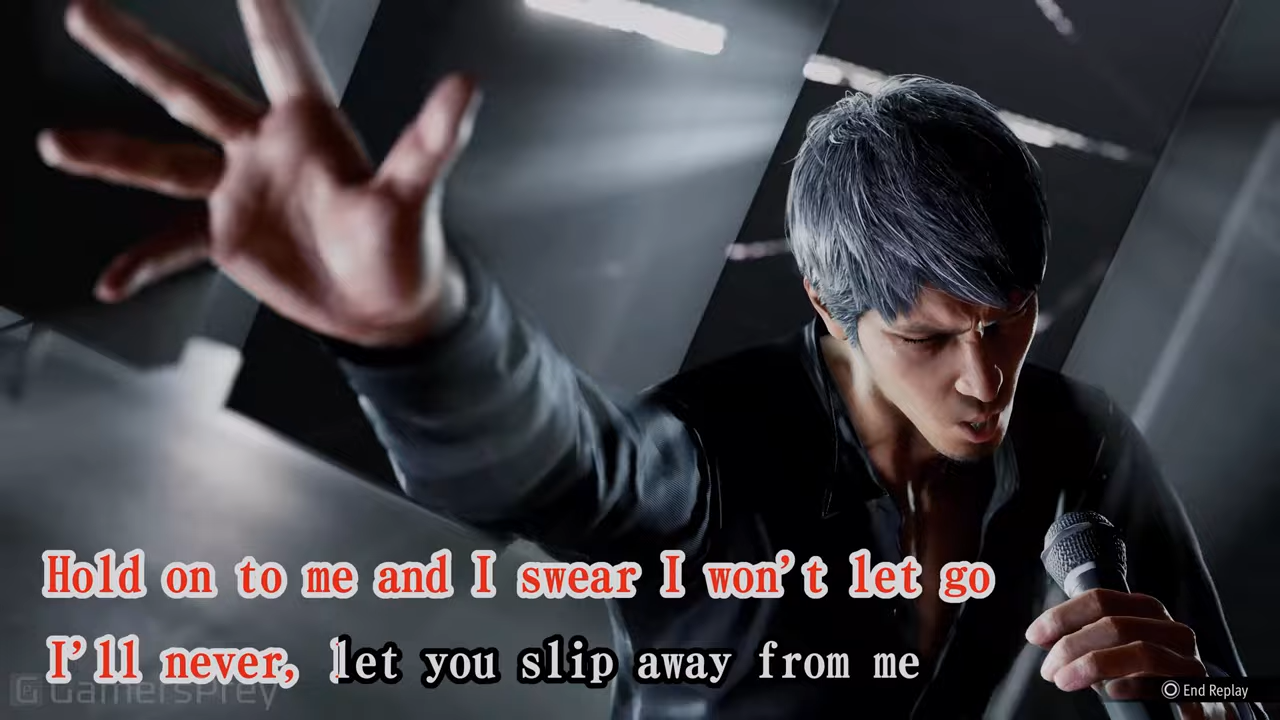 Hold on to me and I swear I won't let go
I'll never, let you slip away from me
GamersPrey
End Replay